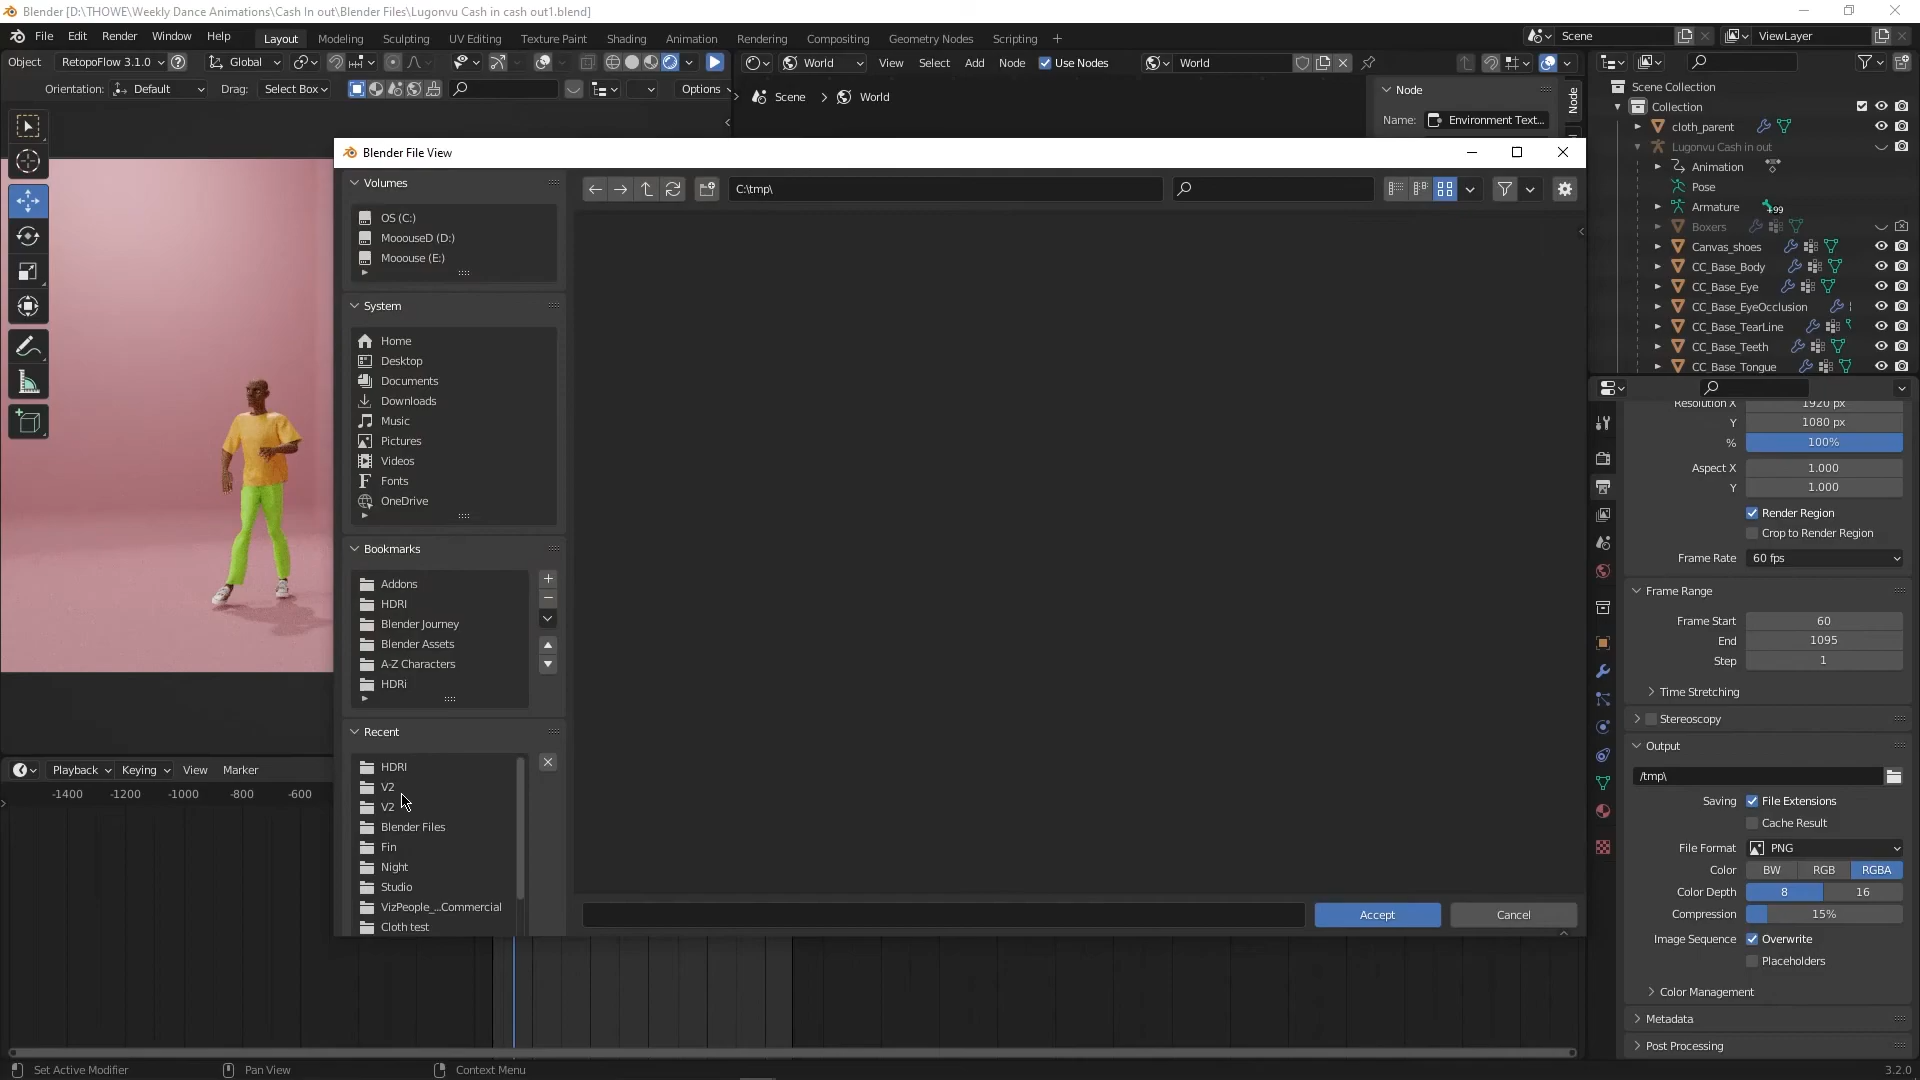 Blender [D:\THOWE\Weekly Dance Animations\Cash In out\Blender Files\Lugonvu Cash in cash out1.blend]
File Edit Render Window Help Layout Modeling Sculpting UV Editing Texture Paint Shading Animation Rendering Compositing Geometry Nodes Scripting + Scene ViewLayer
Object RetopoFlow 3.1.0 Global World View Select Add Node Use Nodes World
Orientation: Default Drag: Select Box Options
Scene > World
Node
Name: Environment Text...
Node
Scene Collection
Collection
cloth_parent
Lugonvu Cash in out
Animation
Pose
Armature +99
Boxers
Canvas_shoes
CC_Base_Body
CC_Base_Eye
CC_Base_EyeOcclusion
CC_Base_TearLine
CC_Base_Teeth
CC_Base_Tongue
Blender File View
Volumes
OS (C:)
MooouseD (D:)
Mooouse (E:)
C:\tmp\
System
Home
Desktop
Documents
Downloads
Music
Pictures
Videos
Fonts
OneDrive
Bookmarks
Addons
HDRI
Blender Journey
Blender Assets
A-Z Characters
HDRi
Recent
HDRI
V2
V2
Blender Files
Fin
Night
Studio
VizPeople_...Commercial
Cloth test
Accept Cancel
Resolution X 1920 px
Y 1080 px
% 100%
Aspect X 1.000
Y 1.000
Render Region
Crop to Render Region
Frame Rate 60 fps
Frame Range
Frame Start 60
End 1095
Step 1
Time Stretching
Stereoscopy
Output
/tmp\
Saving File Extensions
Cache Result
File Format PNG
Color BW RGB RGBA
Color Depth 8 16
Compression 15%
Image Sequence Overwrite
Placeholders
Color Management
Metadata
Post Processing
Playback Keying View Marker
-1400 -1200 -1000 -800 -600
Set Active Modifier Pan View Context Menu 3.2.0